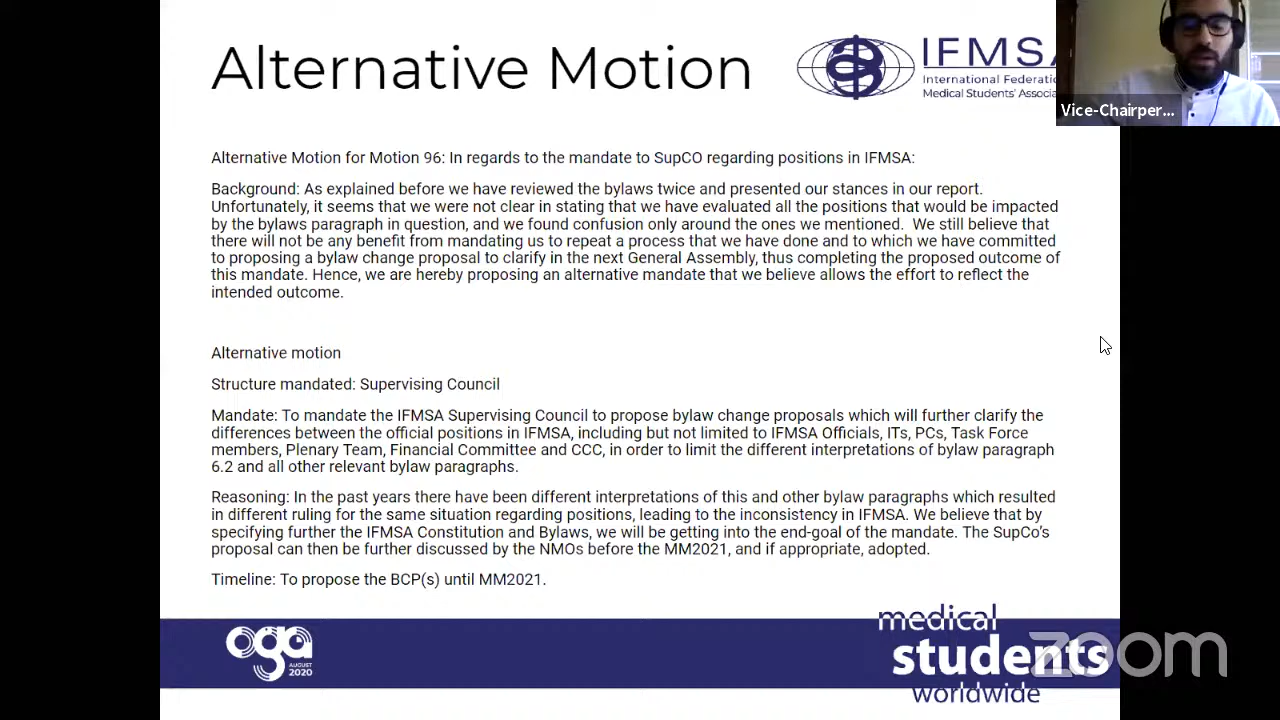 Alternative Motion
IFMSA
International Federatio
Medical Students' Associa
Vice-Chairper...
Alternative Motion for Motion 96: In regards to the mandate to SupCO regarding positions in IFMSA:
Background: As explained before we have reviewed the bylaws twice and presented our stances in our report.
Unfortunately, it seems that we were not clear in stating that we have evaluated all the positions that would be impacted
by the bylaws paragraph in question, and we found confusion only around the ones we mentioned. We still believe that
there will not be any benefit from mandating us to repeat a process that we have done and to which we have committed
to proposing a bylaw change proposal to clarify in the next General Assembly, thus completing the proposed outcome of
this mandate. Hence, we are hereby proposing an alternative mandate that we believe allows the effort to reflect the
intended outcome.
Alternative motion
Structure mandated: Supervising Council
Mandate: To mandate the IFMSA Supervising Council to propose bylaw change proposals which will further clarify the
differences between the official positions in IFMSA, including but not limited to IFMSA Officials, ITs, PCs, Task Force
members, Plenary Team, Financial Committee and CCC, in order to limit the different interpretations of bylaw paragraph
6.2 and all other relevant bylaw paragraphs.
Reasoning: In the past years there have been different interpretations of this and other bylaw paragraphs which resulted
in different ruling for the same situation regarding positions, leading to the inconsistency in IFMSA. We believe that by
specifying further the IFMSA Constitution and Bylaws, we will be getting into the end-goal of the mandate. The SupCo's
proposal can then be further discussed by the NMOs before the MM2021, and if appropriate, adopted.
Timeline: To propose the BCP(s) until MM2021.
oga
AUGUST
2020
medical
students
worldwide
zoom